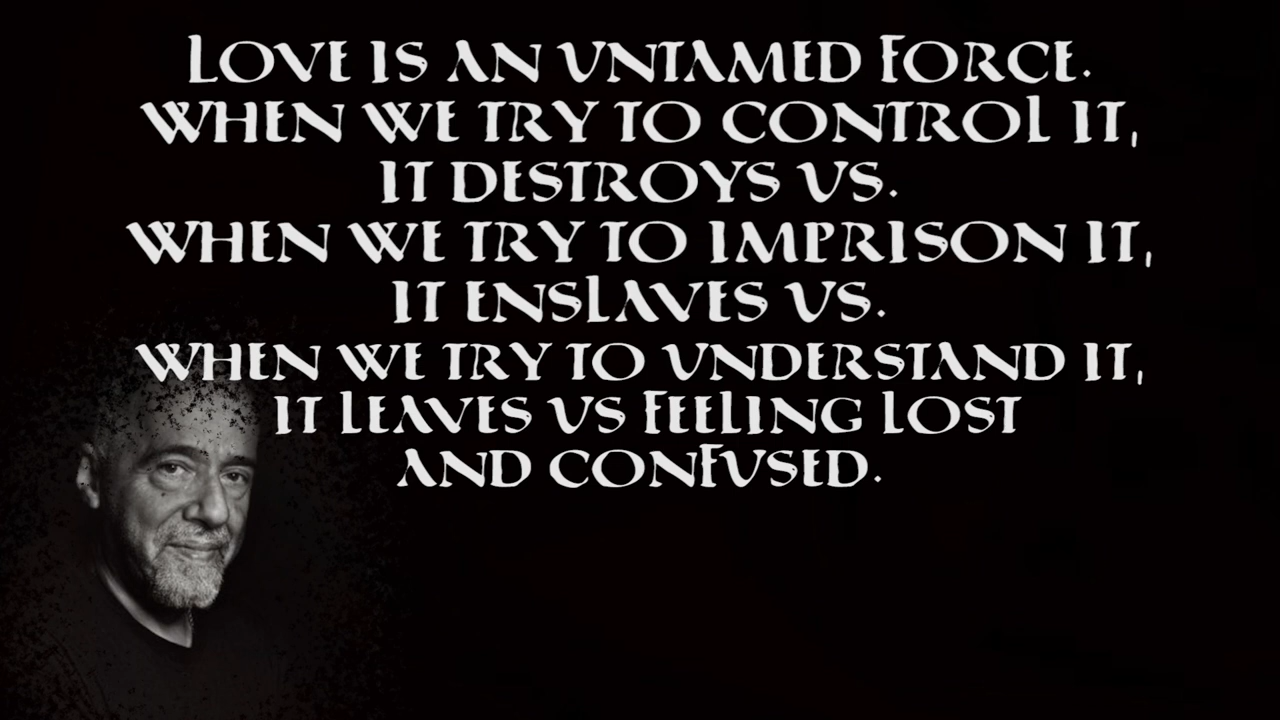 LOVE IS AN UNTAMED FORCE.
WHEN WE TRY TO CONTROL IT,
IT DESTROYS US.
WHEN WE TRY TO IMPRISON IT,
IT ENSLAVES US.
WHEN WE TRY TO UNDERSTAND IT,
IT LEAVES US FEELING LOST
AND CONFUSED.